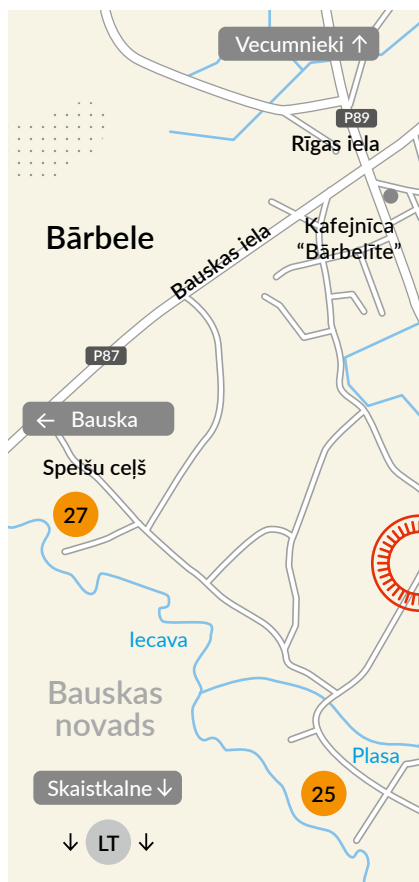 Vecumnieki ↑
P89
Rīgas iela
Kafejnīca
“Bārbelīte”
Bārbele
Bauskas iela
P87
← Bauska
Spelšu ceļš
27
Iecava
Bauskas
novads
Plasa
Skaistkalne ↓
25
↓ LT ↓